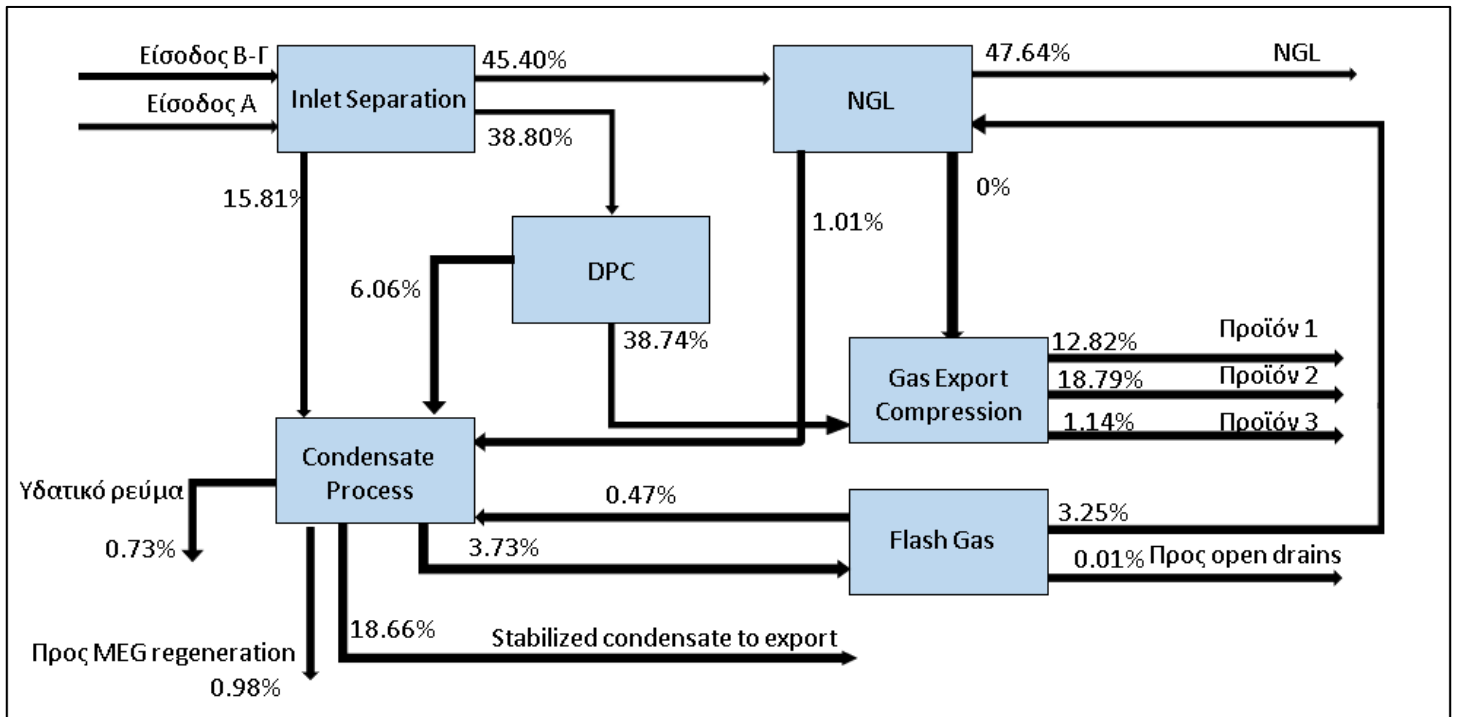 Είσοδος Β-Γ
45.40%
47.64%
NGL
Inlet Separation
NGL
Είσοδος Α
38.80%
15.81%
0%
1.01%
DPC
6.06%
38.74%
Προϊόν 1
12.82%
Gas Export
Compression
18.79%
Προϊόν 2
1.14%
Προϊόν 3
Condensate
Process
Υδατικό ρεύμα
0.47%
3.25%
Flash Gas
0.73%
3.73%
0.01%
Προς open drains
18.66%
Stabilized condensate to export
Προς MEG regeneration
0.98%